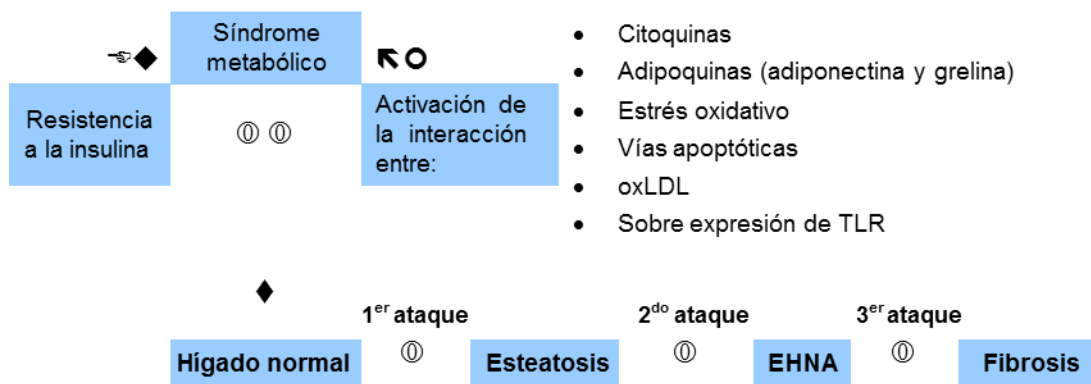 Síndrome
metabólico
Resistencia
a la insulina
Activación de
la interacción
entre:
• Citoquinas
• Adipoquinas (adiponectina y grelina)
• Estrés oxidativo
• Vías apoptóticas
• oxLDL
• Sobre expresión de TLR
1er ataque
2do ataque
3er ataque
Hígado normal
Esteatosis
EHNA
Fibrosis